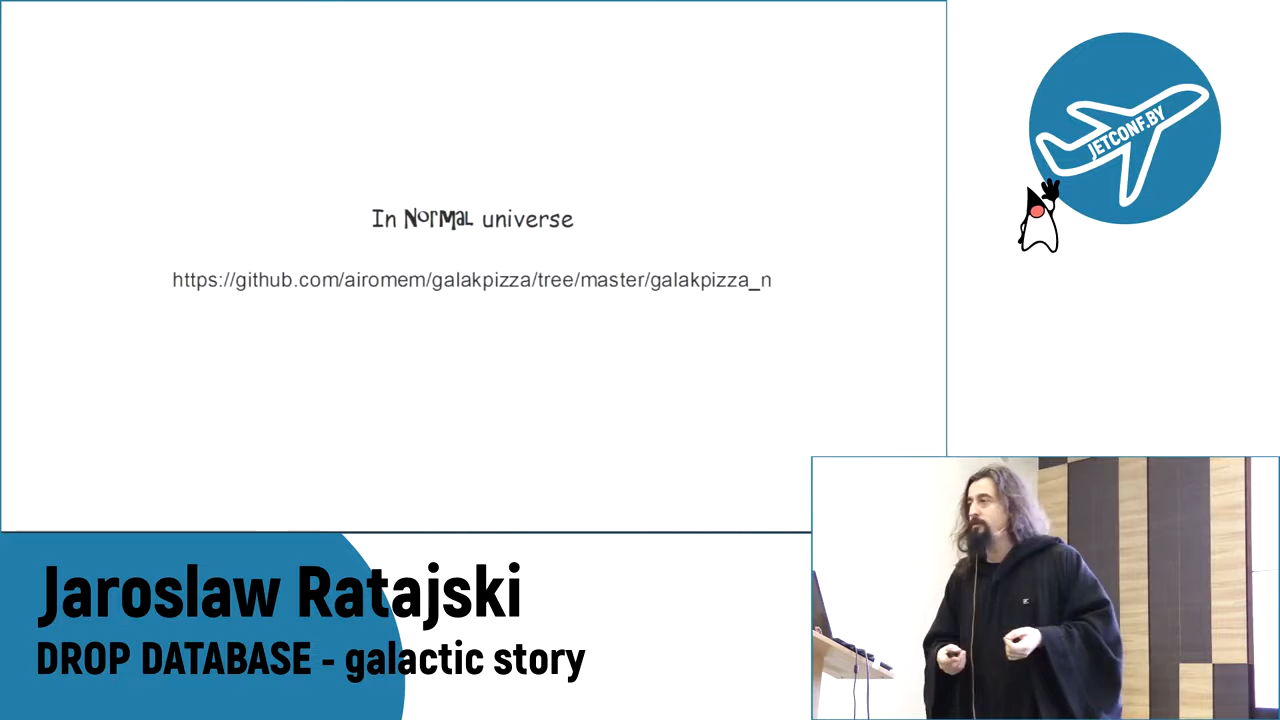 In NorMaL universe
https://github.com/airomem/galakpizza/tree/master/galakpizza_n
JETCONF.BY
Jaroslaw Ratajski
DROP DATABASE - galactic story